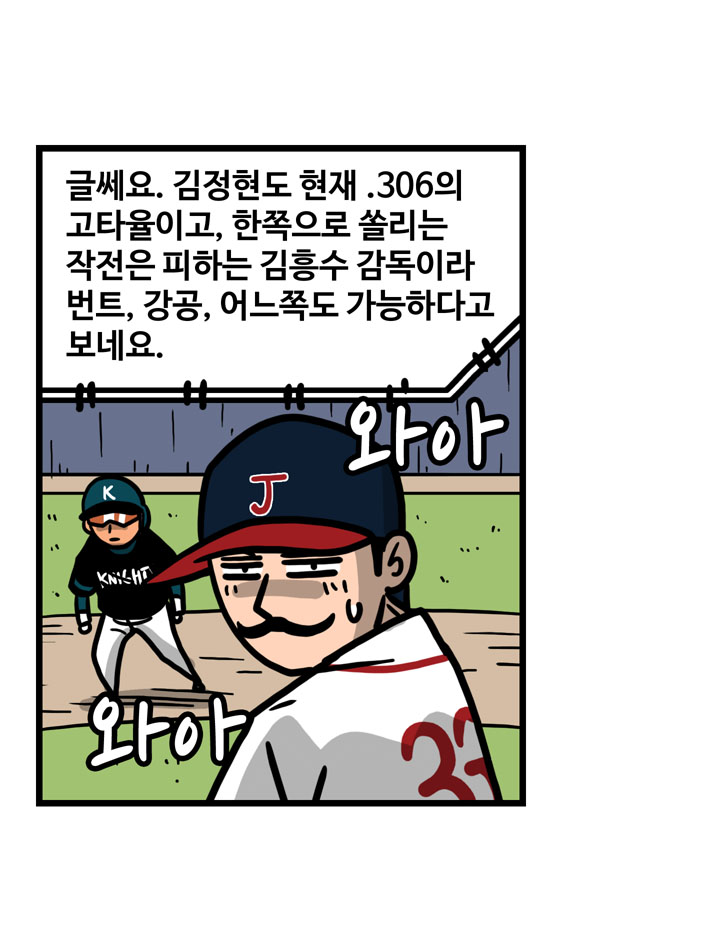 글쎄요. 김정현도 현재 .306의
고타율이고, 한쪽으로 쏠리는
작전은 피하는 김흥수 감독이라
번트, 강공, 어느쪽도 가능하다고
보네요.
와아
J
K
KNIGHT
와아
33